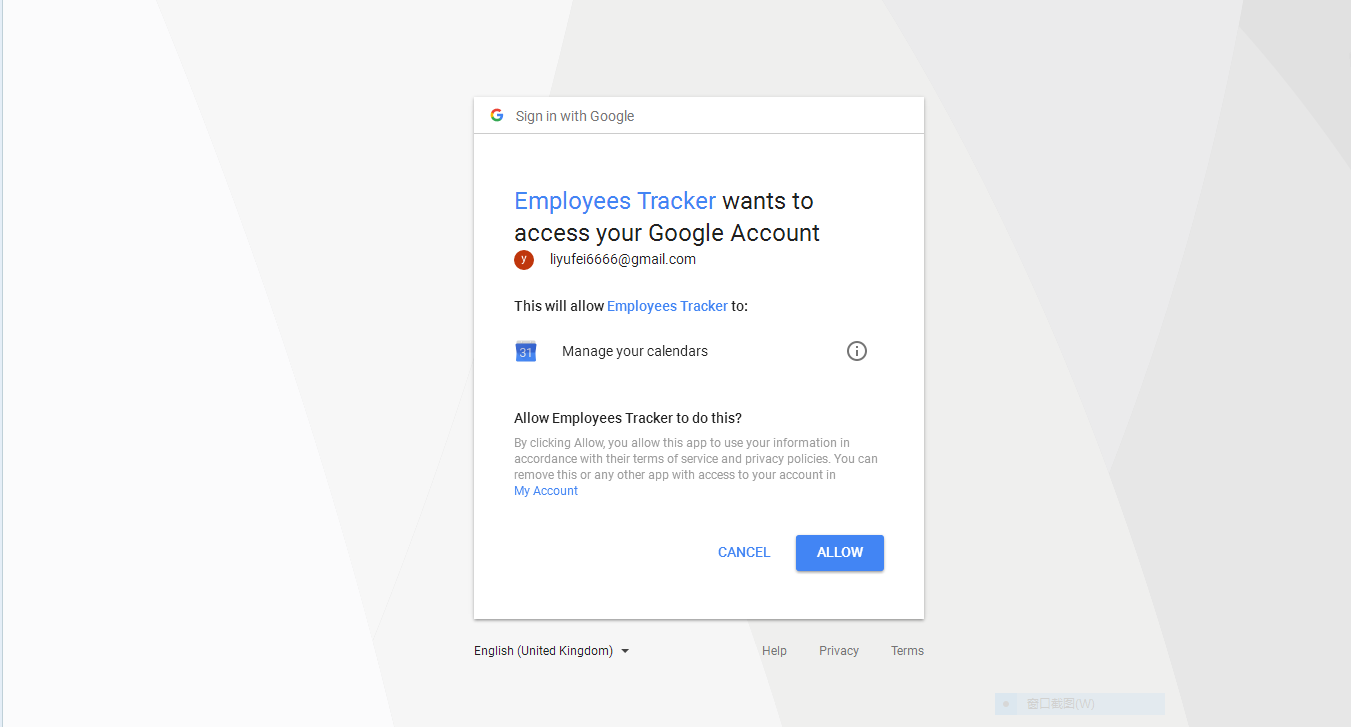 Sign in with Google
Employees Tracker wants to
access your Google Account
y
liyufei6666@gmail.com
This will allow Employees Tracker to:
31
Manage your calendars
Allow Employees Tracker to do this?
By clicking Allow, you allow this app to use your information in
accordance with their terms of service and privacy policies. You can
remove this or any other app with access to your account in
My Account
CANCEL
ALLOW
English (United Kingdom)
Help
Privacy
Terms
窗口截图(W)